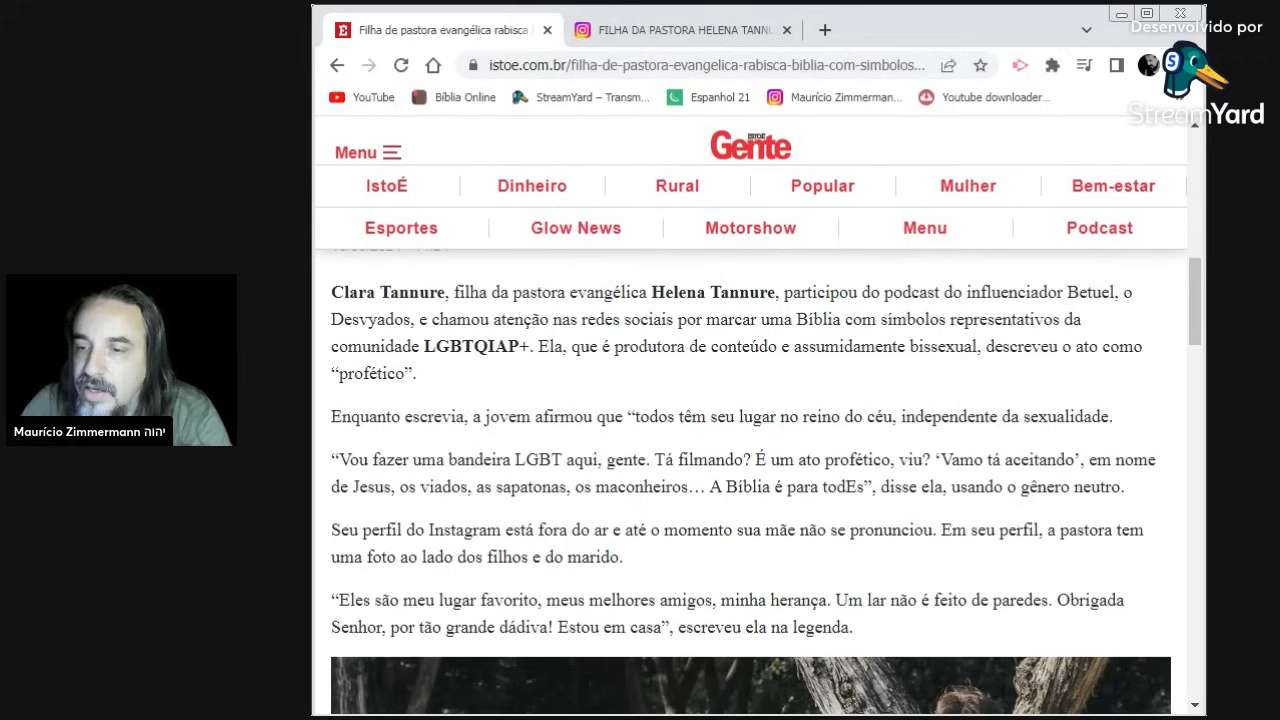 Filha de pastora evangélica rabisca
FILHA DA PASTORA HELENA TANNU
Desenvolvido por
istoe.com.br/filha-de-pastora-evangelica-rabisca-biblia-com-simbolos...
StreamYard
YouTube
Bíblia Online
StreamYard – Transm...
Espanhol 21
Maurício Zimmerman...
Youtube downloader...
Menu
ISTOÉ
Gente
IstoÉ
Dinheiro
Rural
Popular
Mulher
Bem-estar
Esportes
Glow News
Motorshow
Menu
Podcast
Clara Tannure, filha da pastora evangélica Helena Tannure, participou do podcast do influenciador Betuel, o
Desvyados, e chamou atenção nas redes sociais por marcar uma Bíblia com símbolos representativos da
comunidade LGBTQIAP+. Ela, que é produtora de conteúdo e assumidamente bissexual, descreveu o ato como
“profético”.
Enquanto escrevia, a jovem afirmou que “todos têm seu lugar no reino do céu, independente da sexualidade.
“Vou fazer uma bandeira LGBT aqui, gente. Tá filmando? É um ato profético, viu? ‘Vamo tá aceitando’, em nome
de Jesus, os viados, as sapatonas, os maconheiros… A Bíblia é para todEs”, disse ela, usando o gênero neutro.
Seu perfil do Instagram está fora do ar e até o momento sua mãe não se pronunciou. Em seu perfil, a pastora tem
uma foto ao lado dos filhos e do marido.
“Eles são meu lugar favorito, meus melhores amigos, minha herança. Um lar não é feito de paredes. Obrigada
Senhor, por tão grande dádiva! Estou em casa”, escreveu ela na legenda.
Maurício Zimmermann יהוה